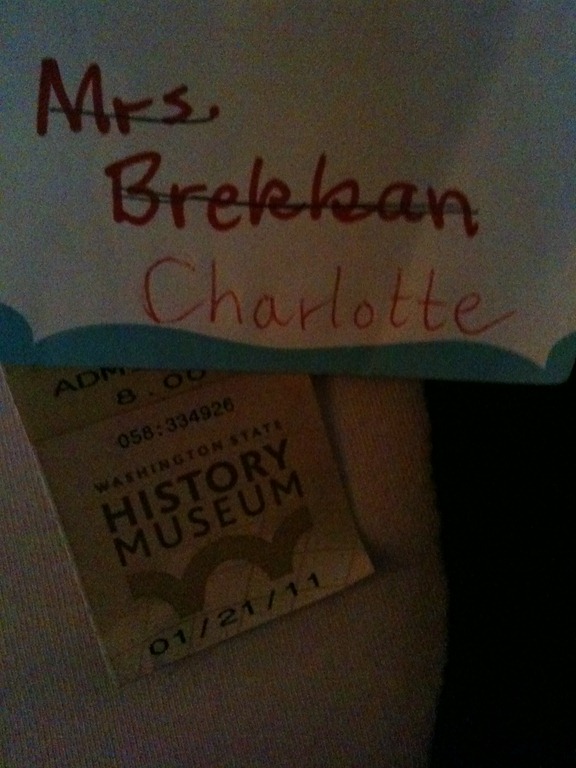 Mrs.
Brekkan
Charlotte
ADM
8.00
058:334926
WASHINGTON STATE
HISTORY
MUSEUM
01/21/11